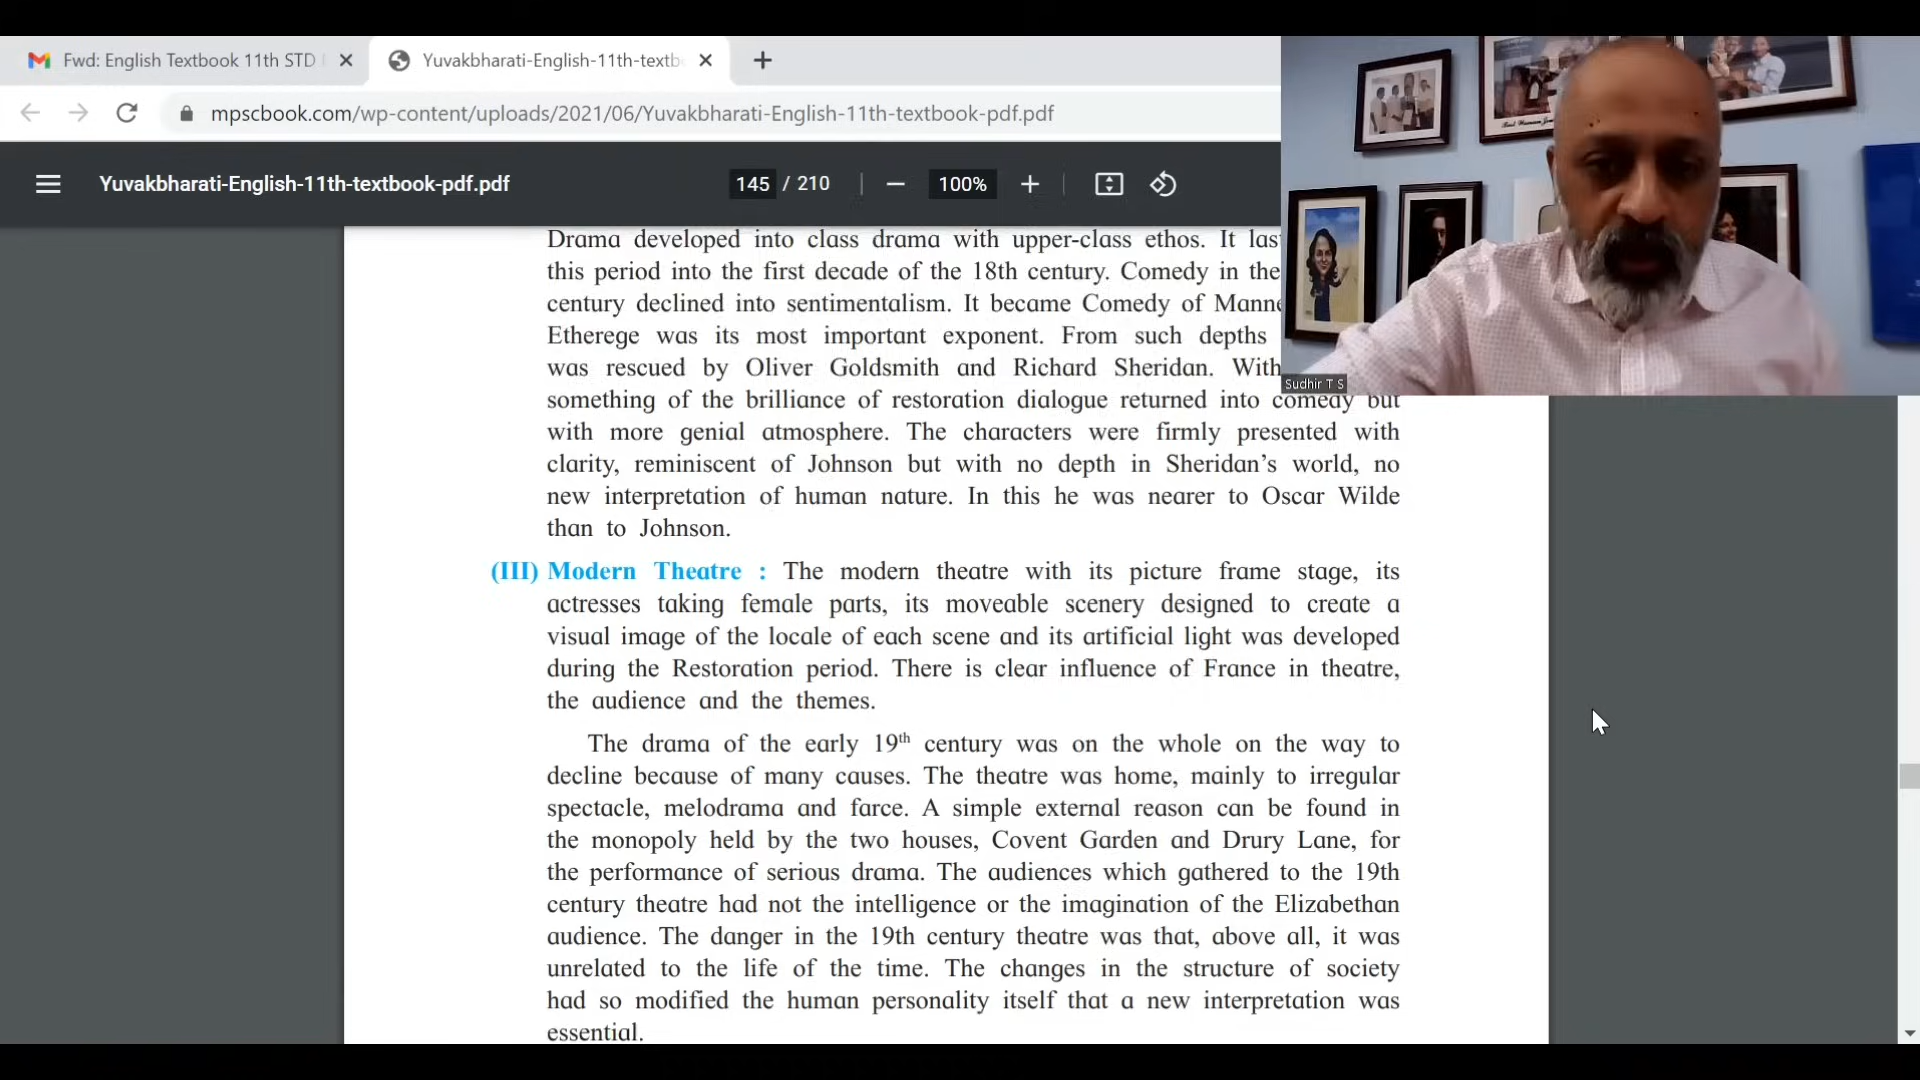 Fwd: English Textbook 11th STD
Yuvakbharati-English-11th-textb
mpscbook.com/wp-content/uploads/2021/06/Yuvakbharati-English-11th-textbook-pdf.pdf
Yuvakbharati-English-11th-textbook-pdf.pdf
145 / 210
100%
Drama developed into class drama with upper-class ethos. It las
this period into the first decade of the 18th century. Comedy in the
century declined into sentimentalism. It became Comedy of Manne
Etherege was its most important exponent. From such depths
was rescued by Oliver Goldsmith and Richard Sheridan. With
something of the brilliance of restoration dialogue returned into comedy but
with more genial atmosphere. The characters were firmly presented with
clarity, reminiscent of Johnson but with no depth in Sheridan's world, no
new interpretation of human nature. In this he was nearer to Oscar Wilde
than to Johnson.
(III) Modern Theatre : The modern theatre with its picture frame stage, its
actresses taking female parts, its moveable scenery designed to create a
visual image of the locale of each scene and its artificial light was developed
during the Restoration period. There is clear influence of France in theatre,
the audience and the themes.
The drama of the early 19th century was on the whole on the way to
decline because of many causes. The theatre was home, mainly to irregular
spectacle, melodrama and farce. A simple external reason can be found in
the monopoly held by the two houses, Covent Garden and Drury Lane, for
the performance of serious drama. The audiences which gathered to the 19th
century theatre had not the intelligence or the imagination of the Elizabethan
audience. The danger in the 19th century theatre was that, above all, it was
unrelated to the life of the time. The changes in the structure of society
had so modified the human personality itself that a new interpretation was
essential.
Sudhir T S